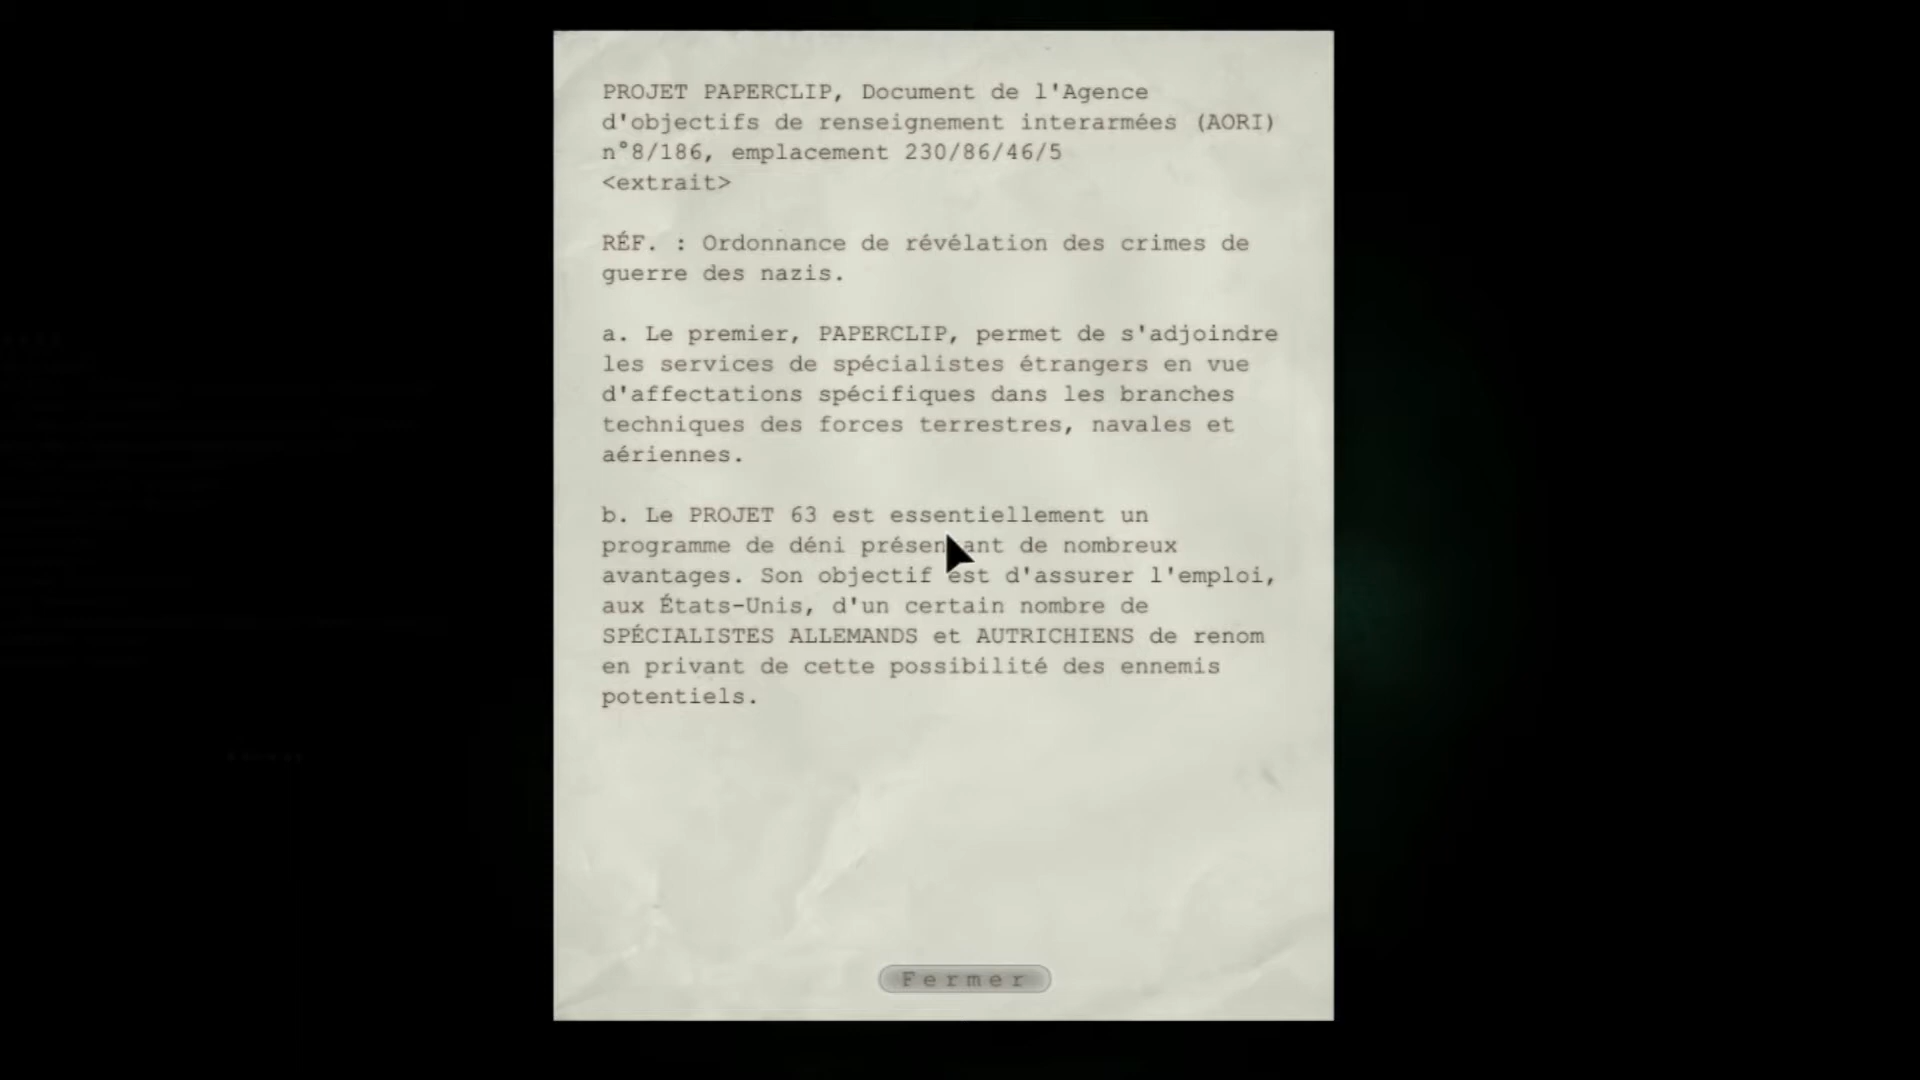 PROJET PAPERCLIP, Document de l'Agence
d'objectifs de renseignement interarmées (AORI)
n°8/186, emplacement 230/86/46/5
<extrait>
RÉF. : Ordonnance de révélation des crimes de
guerre des nazis.
a. Le premier, PAPERCLIP, permet de s'adjoindre
les services de spécialistes étrangers en vue
d'affectations spécifiques dans les branches
techniques des forces terrestres, navales et
aériennes.
b. Le PROJET 63 est essentiellement un
programme de déni présentant de nombreux
avantages. Son objectif est d'assurer l'emploi,
aux États-Unis, d'un certain nombre de
SPÉCIALISTES ALLEMANDS et AUTRICHIENS de renom
en privant de cette possibilité des ennemis
potentiels.
Fermer